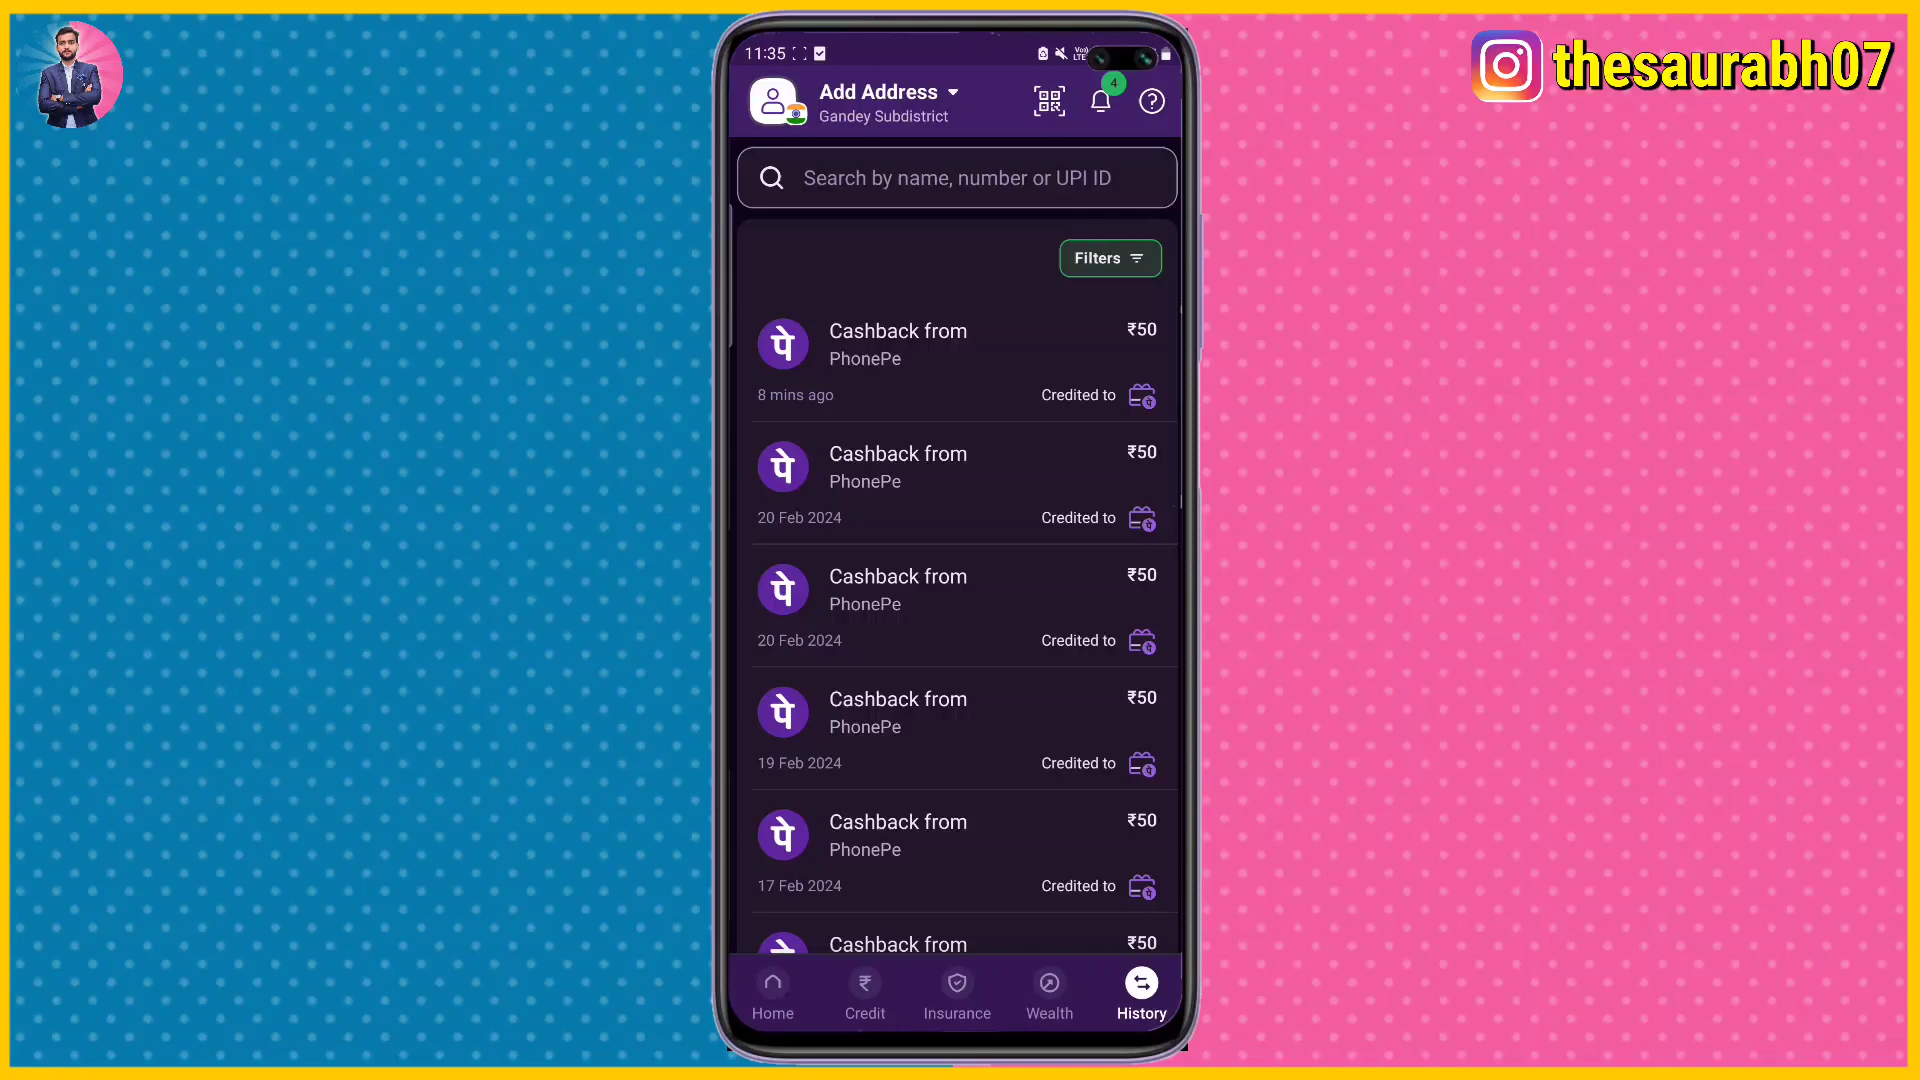 thesaurabh07
11:35
Vo)
LTE
Add Address
4
Gandey Subdistrict
Search by name, number or UPI ID
Filters
पे
Cashback from
₹50
PhonePe
8 mins ago
Credited to
पे
Cashback from
₹50
PhonePe
20 Feb 2024
Credited to
पे
Cashback from
₹50
PhonePe
20 Feb 2024
Credited to
पे
Cashback from
₹50
PhonePe
19 Feb 2024
Credited to
पे
Cashback from
₹50
PhonePe
17 Feb 2024
Credited to
Cashback from
₹50
Home
Credit
Insurance
Wealth
History